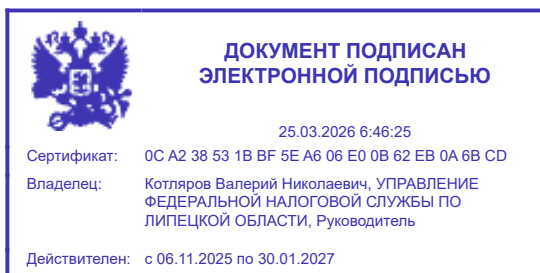 ДОКУМЕНТ ПОДПИСАН
ЭЛЕКТРОННОЙ ПОДПИСЬЮ
25.03.2026 6:46:25
Сертификат: 0C A2 38 53 1B BF 5E A6 06 E0 0B 62 EB 0A 6B CD
Владелец: Котляров Валерий Николаевич, УПРАВЛЕНИЕ
ФЕДЕРАЛЬНОЙ НАЛОГОВОЙ СЛУЖБЫ ПО
ЛИПЕЦКОЙ ОБЛАСТИ, Руководитель
Действителен: с 06.11.2025 по 30.01.2027